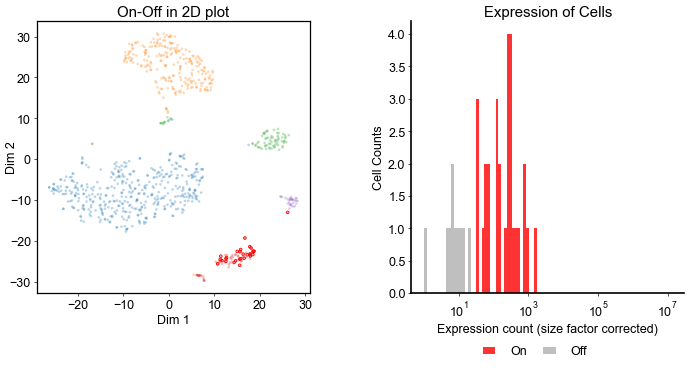 On-Off in 2D plot
Dim 2
30
20
10
0
−10
−20
−30
−20 −10 0 10 20 30
Dim 1
Expression of Cells
Cell Counts
4.0
3.5
3.0
2.5
2.0
1.5
1.0
0.5
0.0
10^1 10^3 10^5 10^7
Expression count (size factor corrected)
On Off